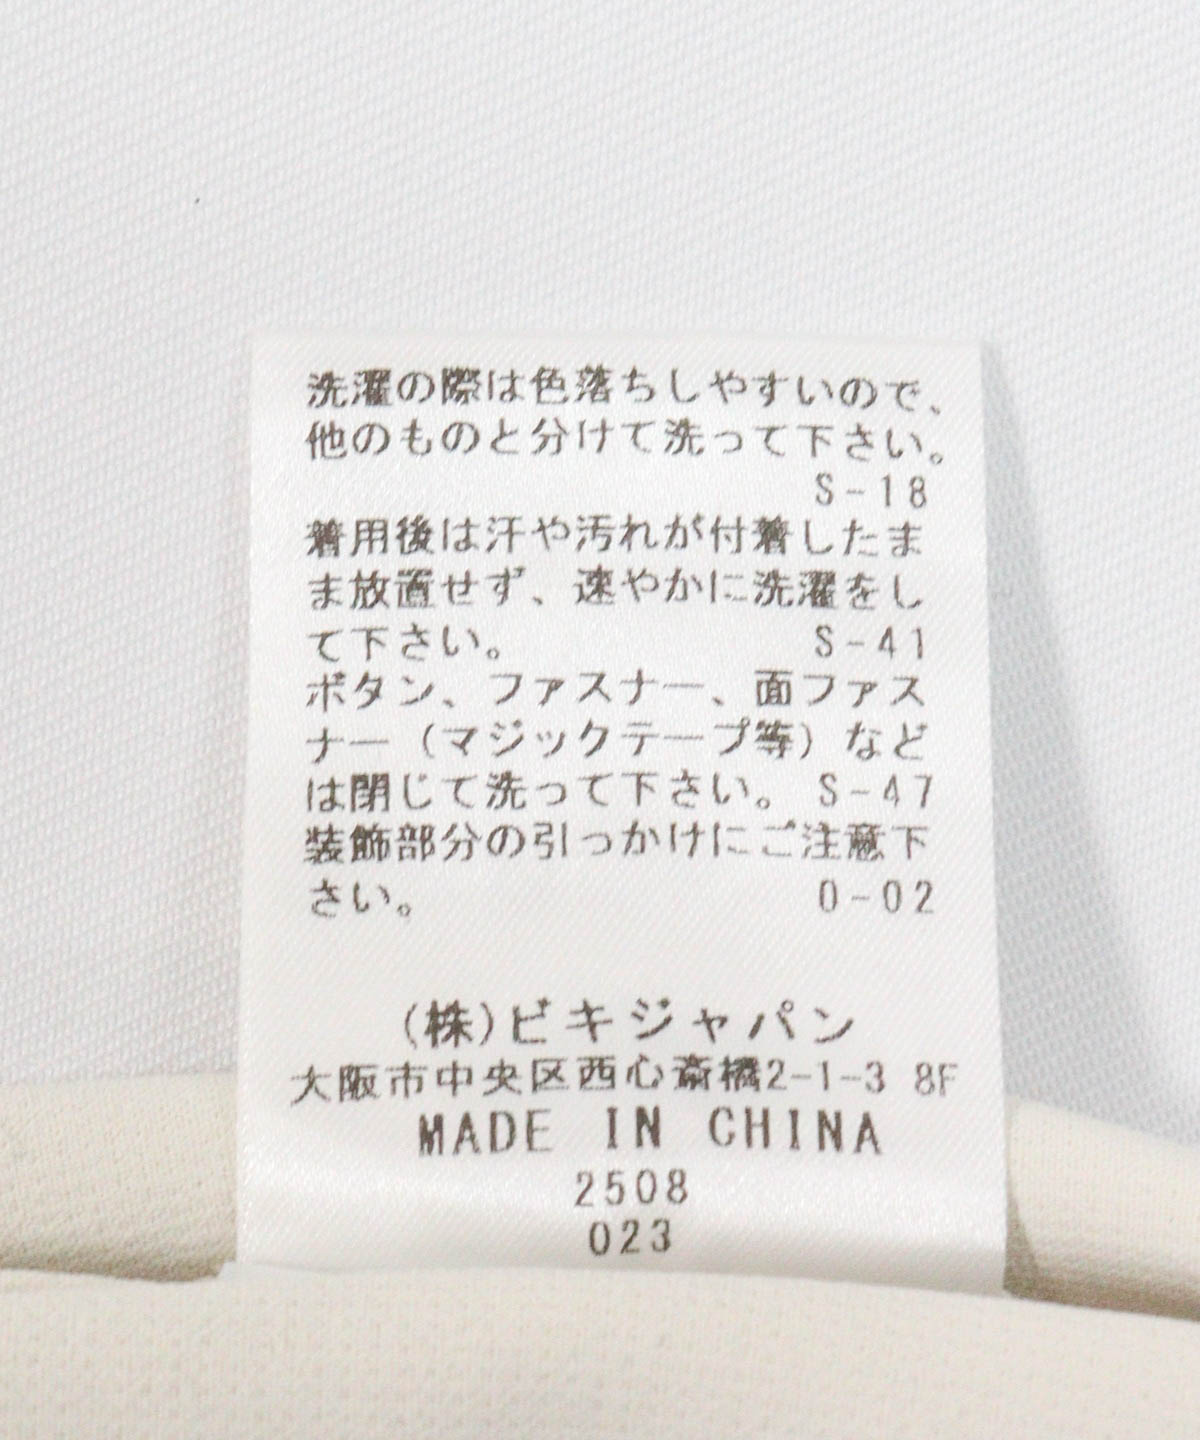 洗濯の際は色落ちしやすいので、
他のものと分けて洗って下さい。
S-18
着用後は汗や汚れが付着したま
ま放置せず、速やかに洗濯をし
て下さい。 S-41
ボタン、ファスナー、面ファス
ナー（マジックテープ等）など
は閉じて洗って下さい。 S-47
装飾部分の引っかけにご注意下
さい。 0-02
(株)ビキジャパン
大阪市中央区西心斎橋2-1-3 8F
MADE IN CHINA
2508
023